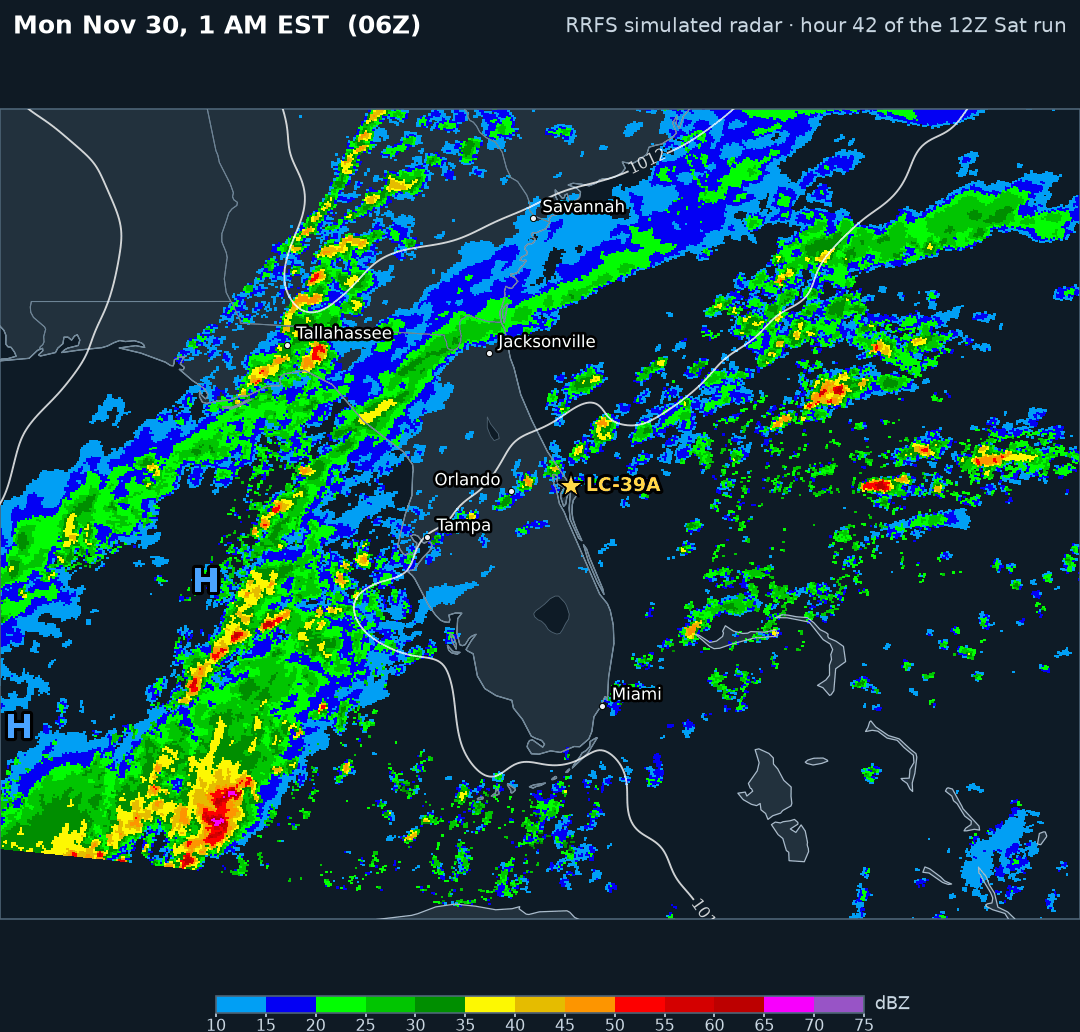 Mon Nov 30, 1 AM EST (06Z)
RRFS simulated radar · hour 42 of the 12Z Sat run
1012
Savannah
Tallahassee
Jacksonville
Orlando
LC-39A
Tampa
H
Miami
H
101
dBZ
10 15 20 25 30 35 40 45 50 55 60 65 70 75